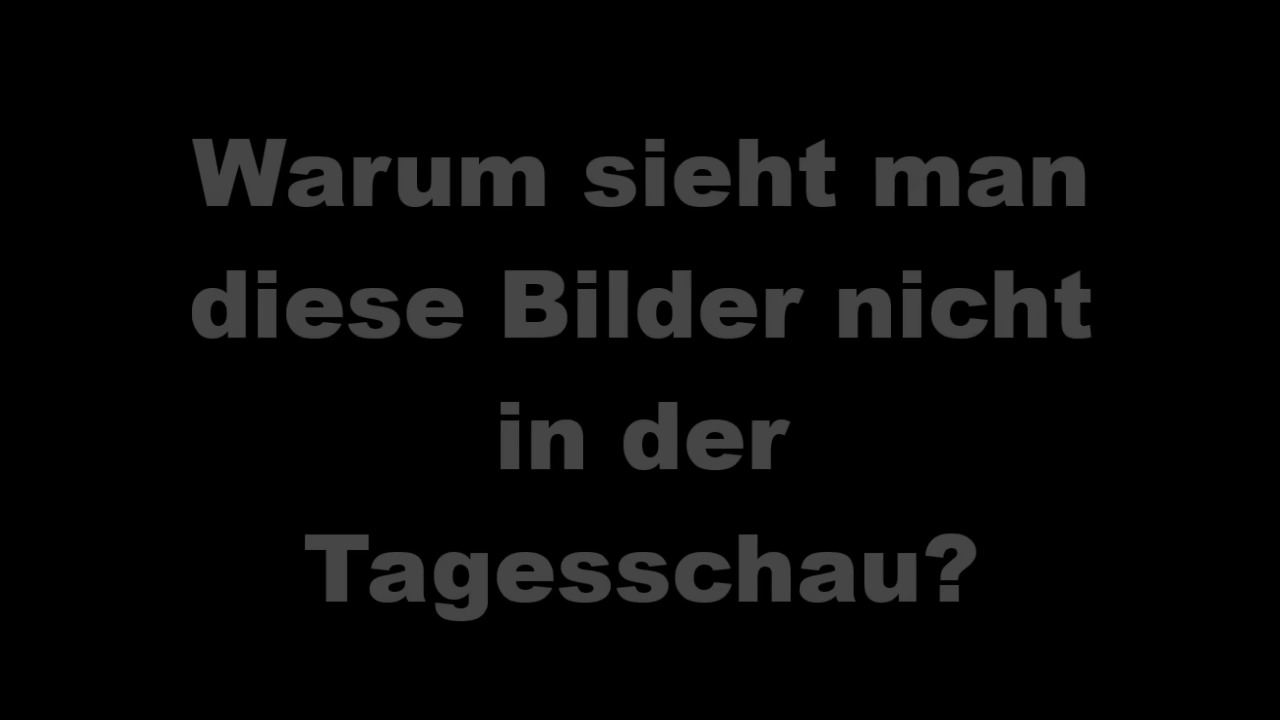 Warum sieht man
diese Bilder nicht
in der
Tagesschau?